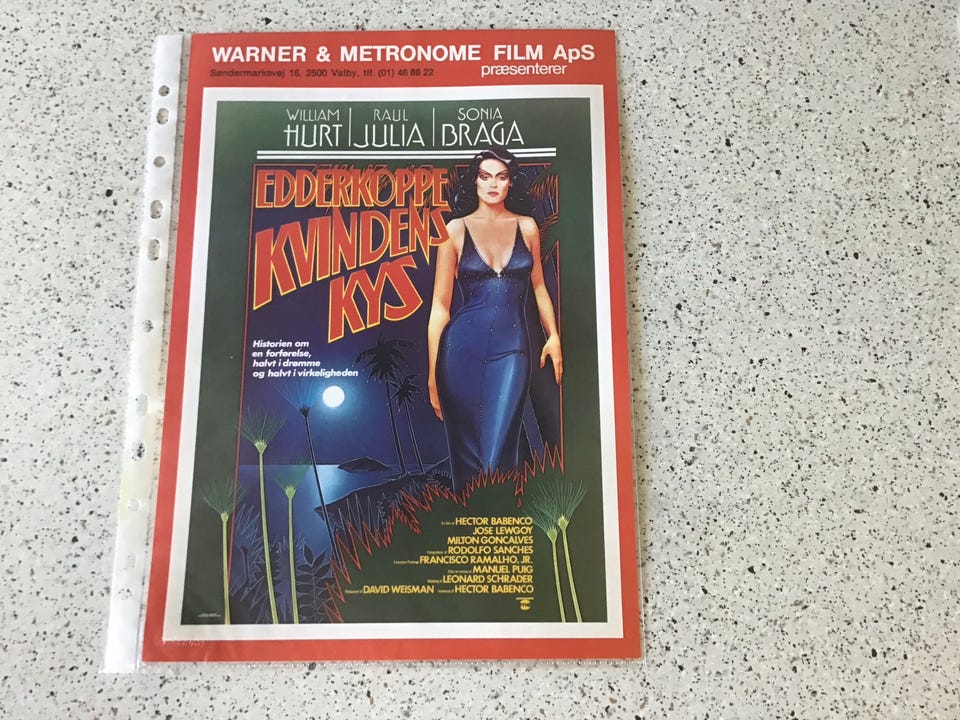 WARNER & METRONOME FILM ApS
Søndermarksvej 16, 2500 Valby, tlf. (01) 46 88 22
præsenterer
WILLIAM HURT
RAUL JULIA
SONIA BRAGA
EDDERKOPPE
KVINDENS
KYS
Historien om
en forførelse,
halvt i drømme
og halvt i virkeligheden
HECTOR BABENCO
JOSE LEWGOY
MILTON GONCALVES
RODOLFO SANCHES
FRANCISCO RAMALHO, JR.
MANUEL PUIG
LEONARD SCHRADER
DAVID WEISMAN HECTOR BABENCO